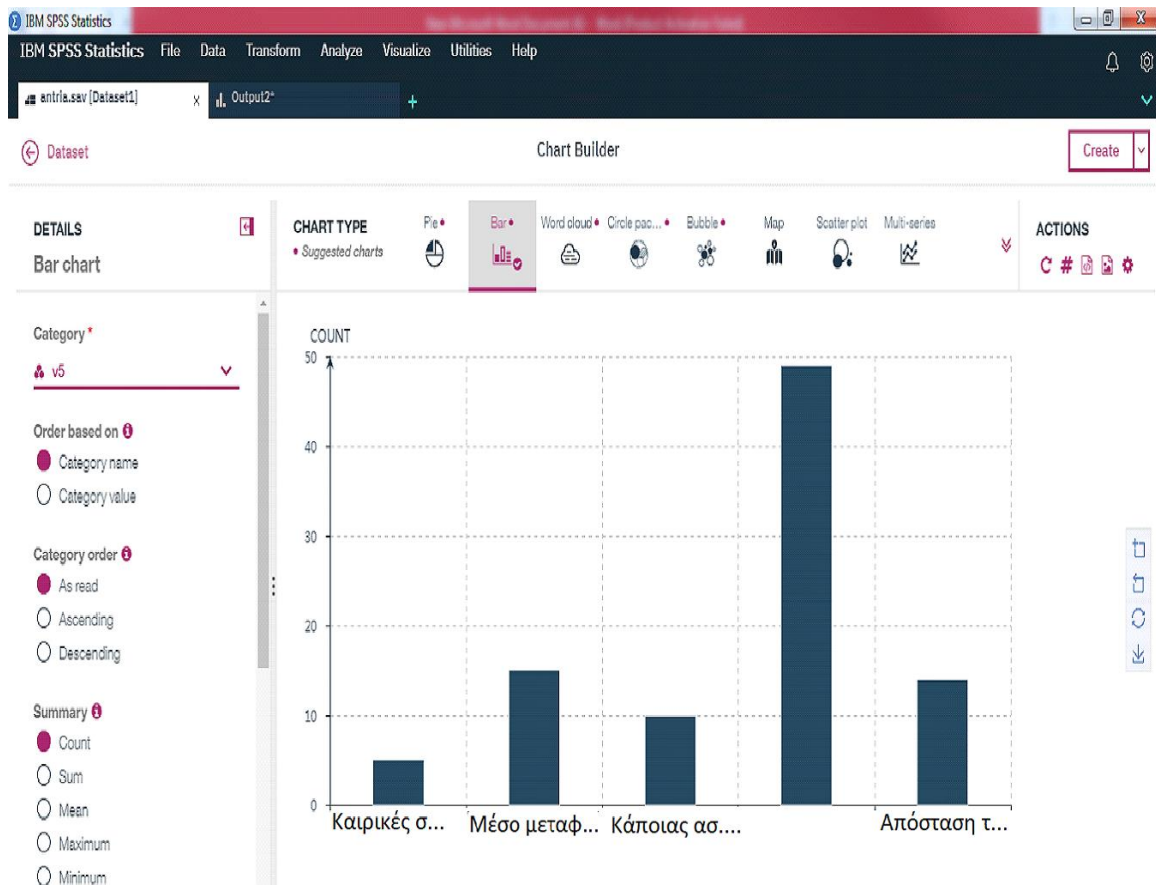 IBM SPSS Statistics
IBM SPSS Statistics File Data Transform Analyze Visualize Utilities Help
antria.sav [Dataset1] x Output2* +
Dataset
Chart Builder
Create
DETAILS
Bar chart
CHART TYPE
• Suggested charts
Pie •
Bar •
Word cloud •
Circle pac... •
Bubble •
Map
Scatter plot
Multi-series
ACTIONS
Category *
v5
Order based on
Category name
Category value
Category order
As read
Ascending
Descending
Summary
Count
Sum
Mean
Maximum
Minimum
COUNT
50
40
30
20
10
0
Καιρικές σ... Μέσο μεταφ... Κάποιας ασ.... Απόσταση τ...